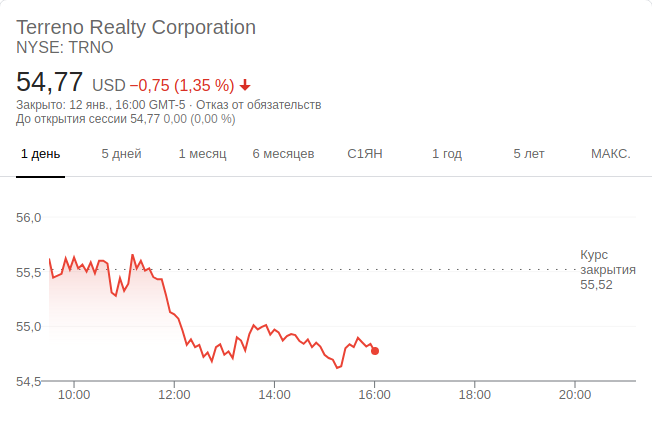 Terreno Realty Corporation
NYSE: TRNO
54,77 USD −0,75 (1,35 %)
Закрыто: 12 янв., 16:00 GMT-5 · Отказ от обязательств
До открытия сессии 54,77 0,00 (0,00 %)
1 день 5 дней 1 месяц 6 месяцев С1ЯН 1 год 5 лет МАКС.
56,0
Курс
55,5 закрытия
55,52
55,0
54,5
10:00 12:00 14:00 16:00 18:00 20:00